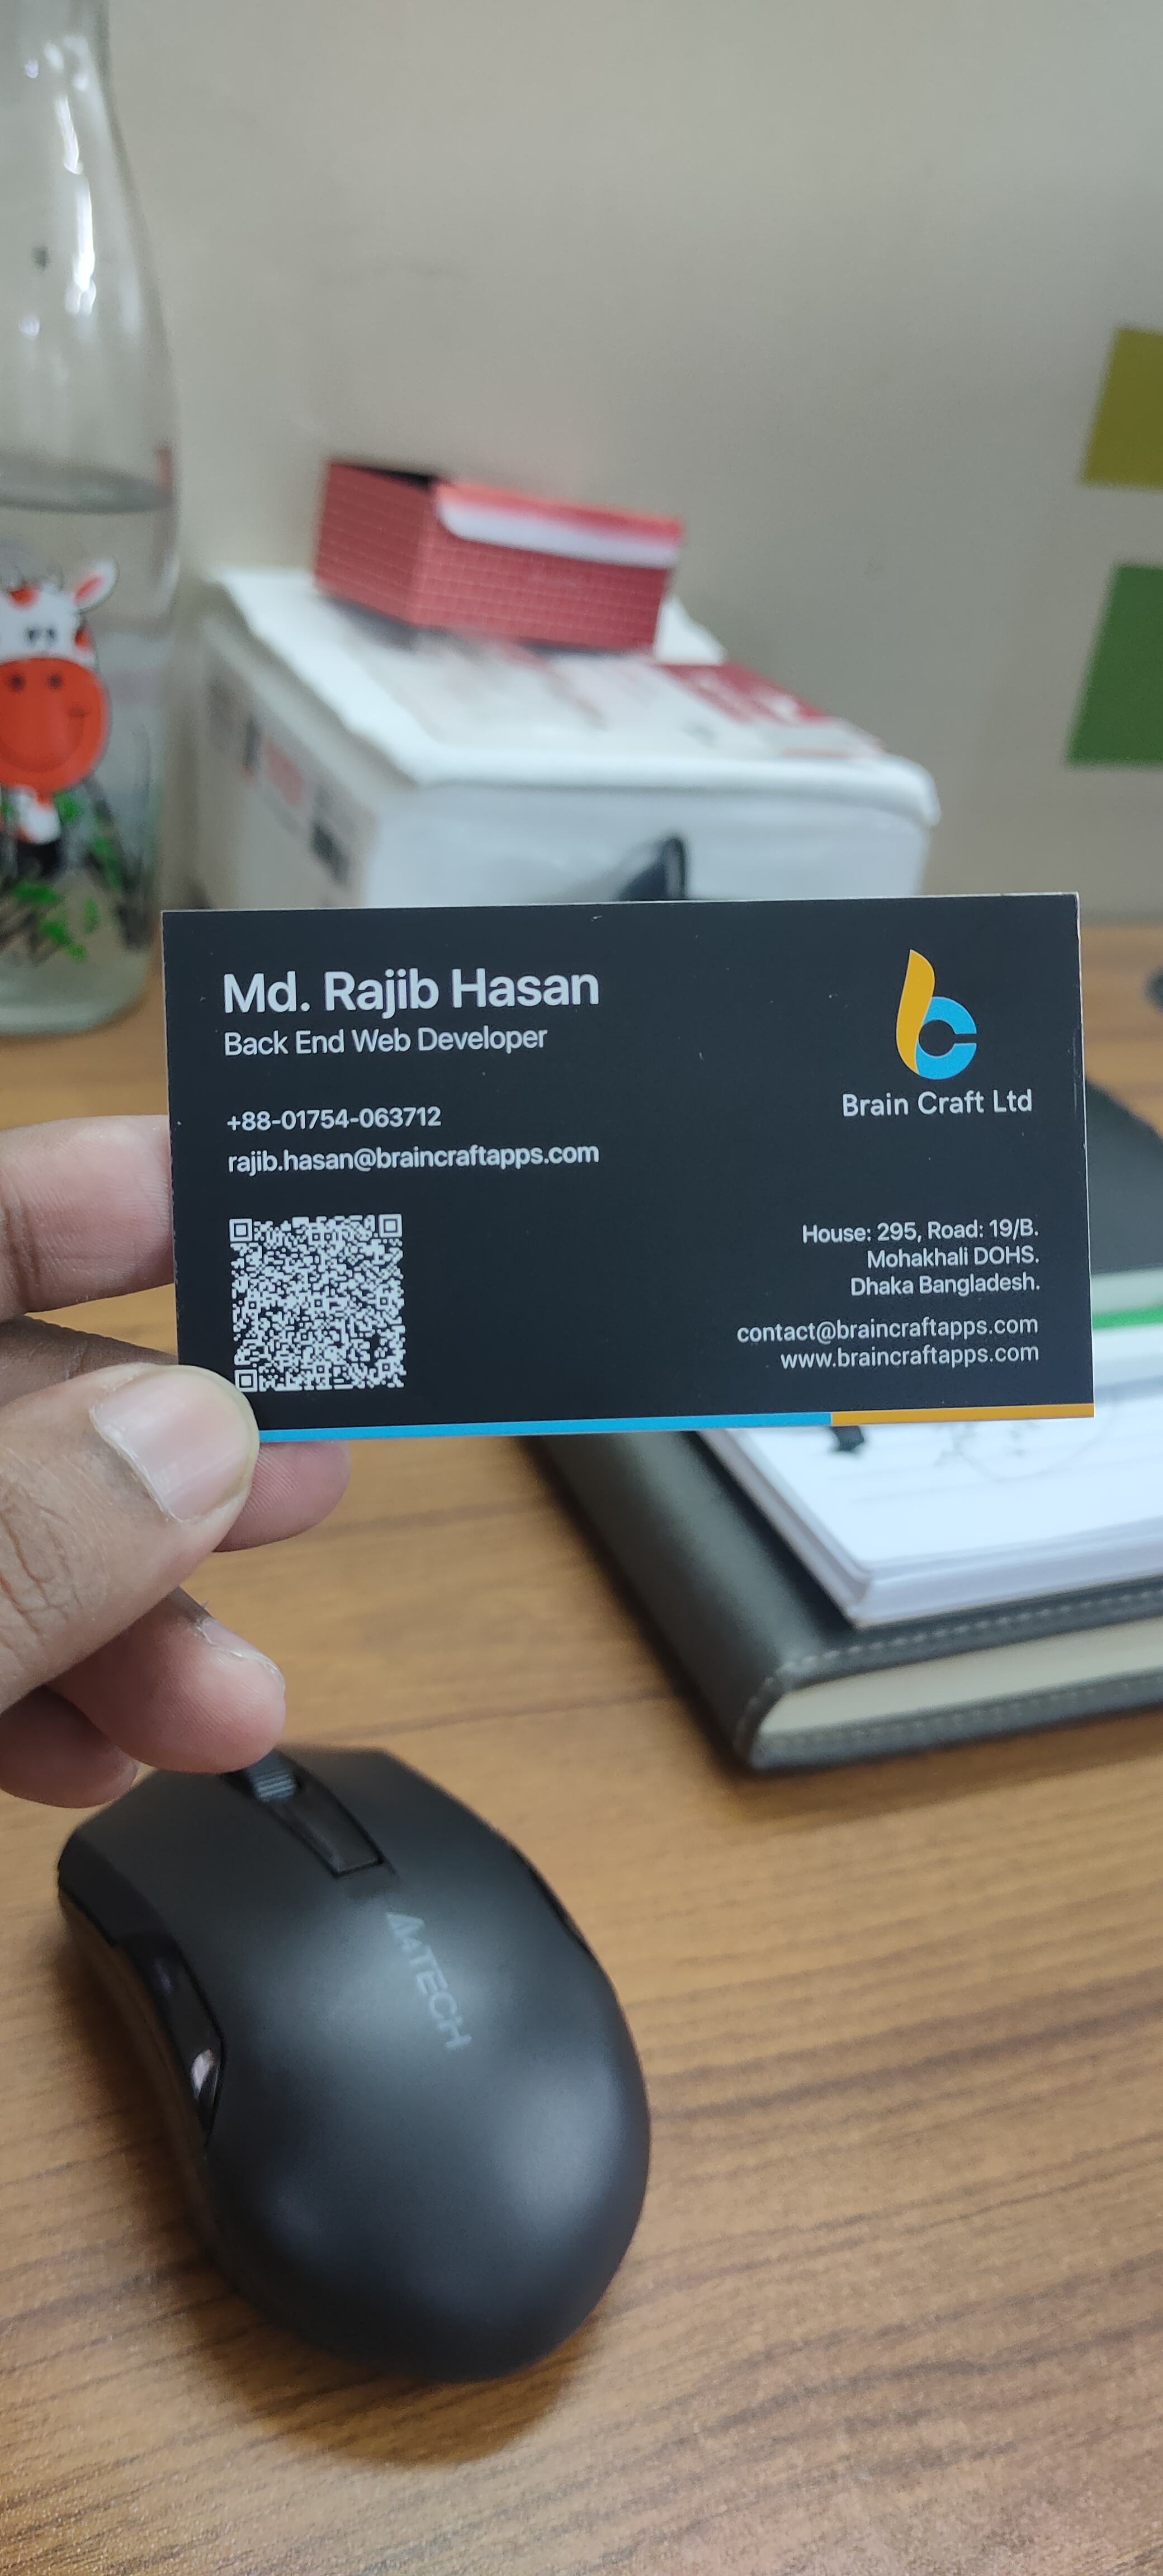 Md. Rajib Hasan
Back End Web Developer
+88-01754-063712
rajib.hasan@braincraftapps.com
Brain Craft Ltd
House: 295, Road: 19/B.
Mohakhali DOHS.
Dhaka Bangladesh.
contact@braincraftapps.com
www.braincraftapps.com
A4TECH